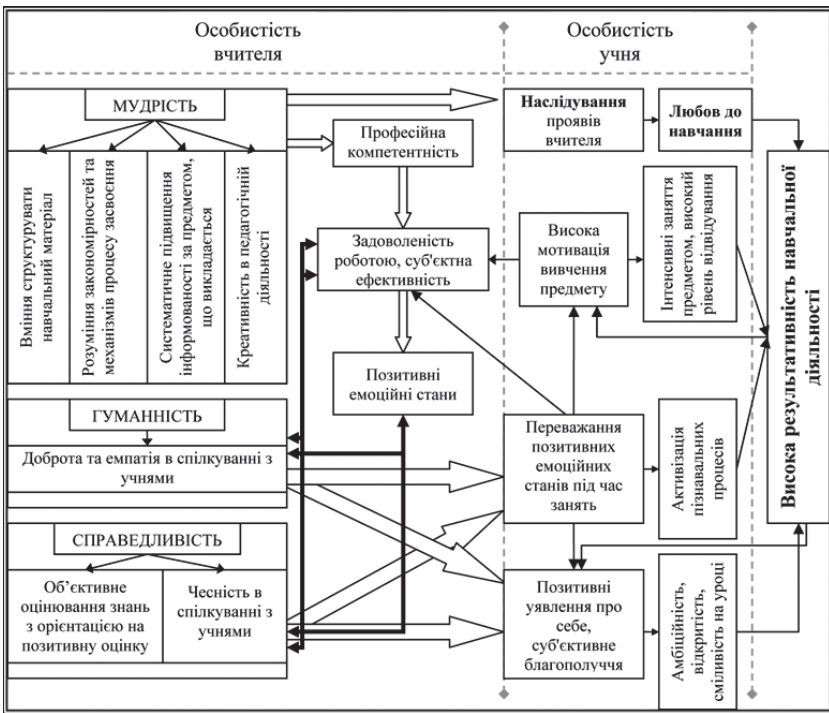 Особистість
вчителя
Особистість
учня
МУДРІСТЬ
Вміння структурувати
навчальний матеріал
Розуміння закономірностей та
механізмів процесу засвоєння
Систематичне підвищення
інформованості за предметом,
що викладається
Креативність в педагогічній
діяльності
Професійна
компетентність
Задоволеність
роботою, суб'єктна
ефективність
Позитивні
емоційні стани
ГУМАННІСТЬ
Доброта та емпатія в спілкуванні з
учнями
СПРАВЕДЛИВІСТЬ
Об’єктивне
оцінювання знань
з орієнтацією на
позитивну оцінку
Чесність в
спілкуванні з
учнями
Наслідування
проявів
вчителя
Любов до
навчання
Висока
мотивація
вивчення
предмету
Інтенсивні заняття
предметом, високий
рівень відвідування
Переважання
позитивних
емоційних
станів під час
занять
Активізація
пізнавальних
процесів
Позитивні
уявлення про
себе,
суб'єктивне
благополуччя
Амбіційність,
відкритість,
сміливість на уроці
Висока результативність навчальної
діяльності